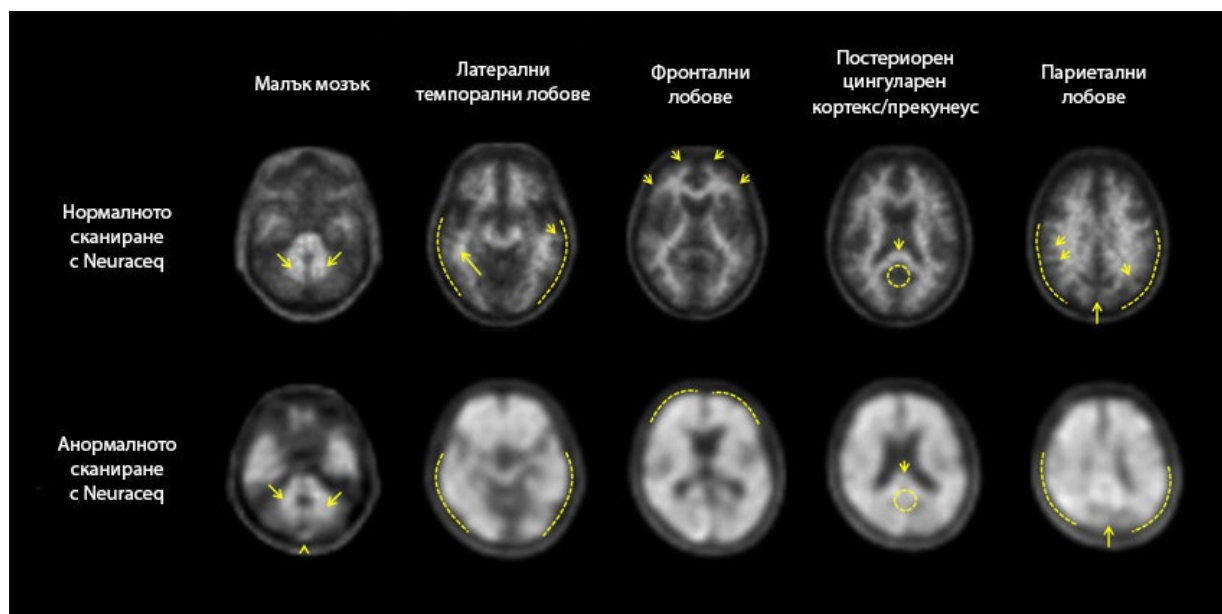 Малък мозък
Латерални
темпорални лобове
Фронтални
лобове
Постериорен
цингуларен
кортекс/прекунеус
Париетални
лобове
Нормалното
сканиране
с Neuraceq
Анормалното
сканиране
с Neuraceq